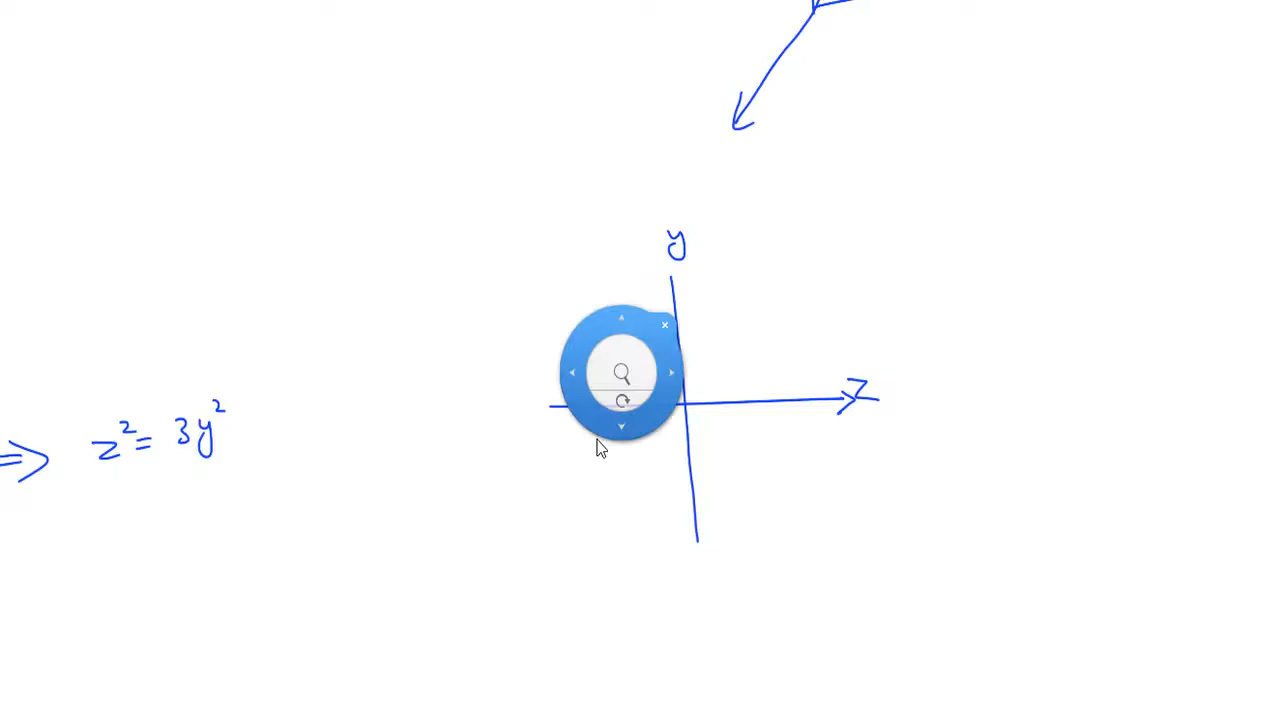 y
z
⇒ z² = 3y²